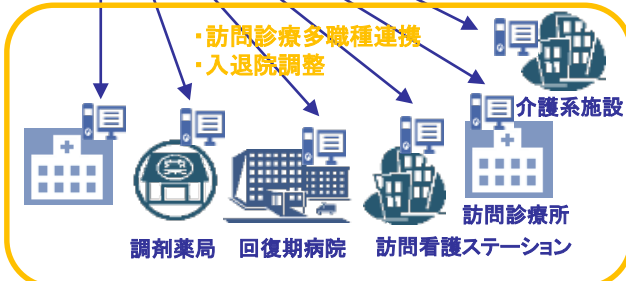 ・訪問診療多職種連携
・入退院調整
介護系施設
訪問診療所
調剤薬局
回復期病院
訪問看護ステーション